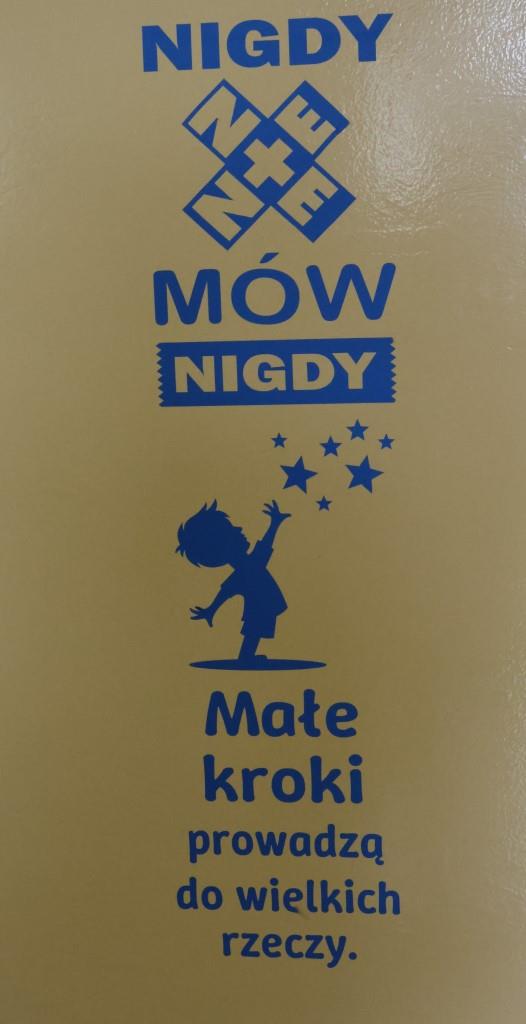 NIGDY
NIE
NIE
MÓW
NIGDY
Małe
kroki
prowadzą
do wielkich
rzeczy.